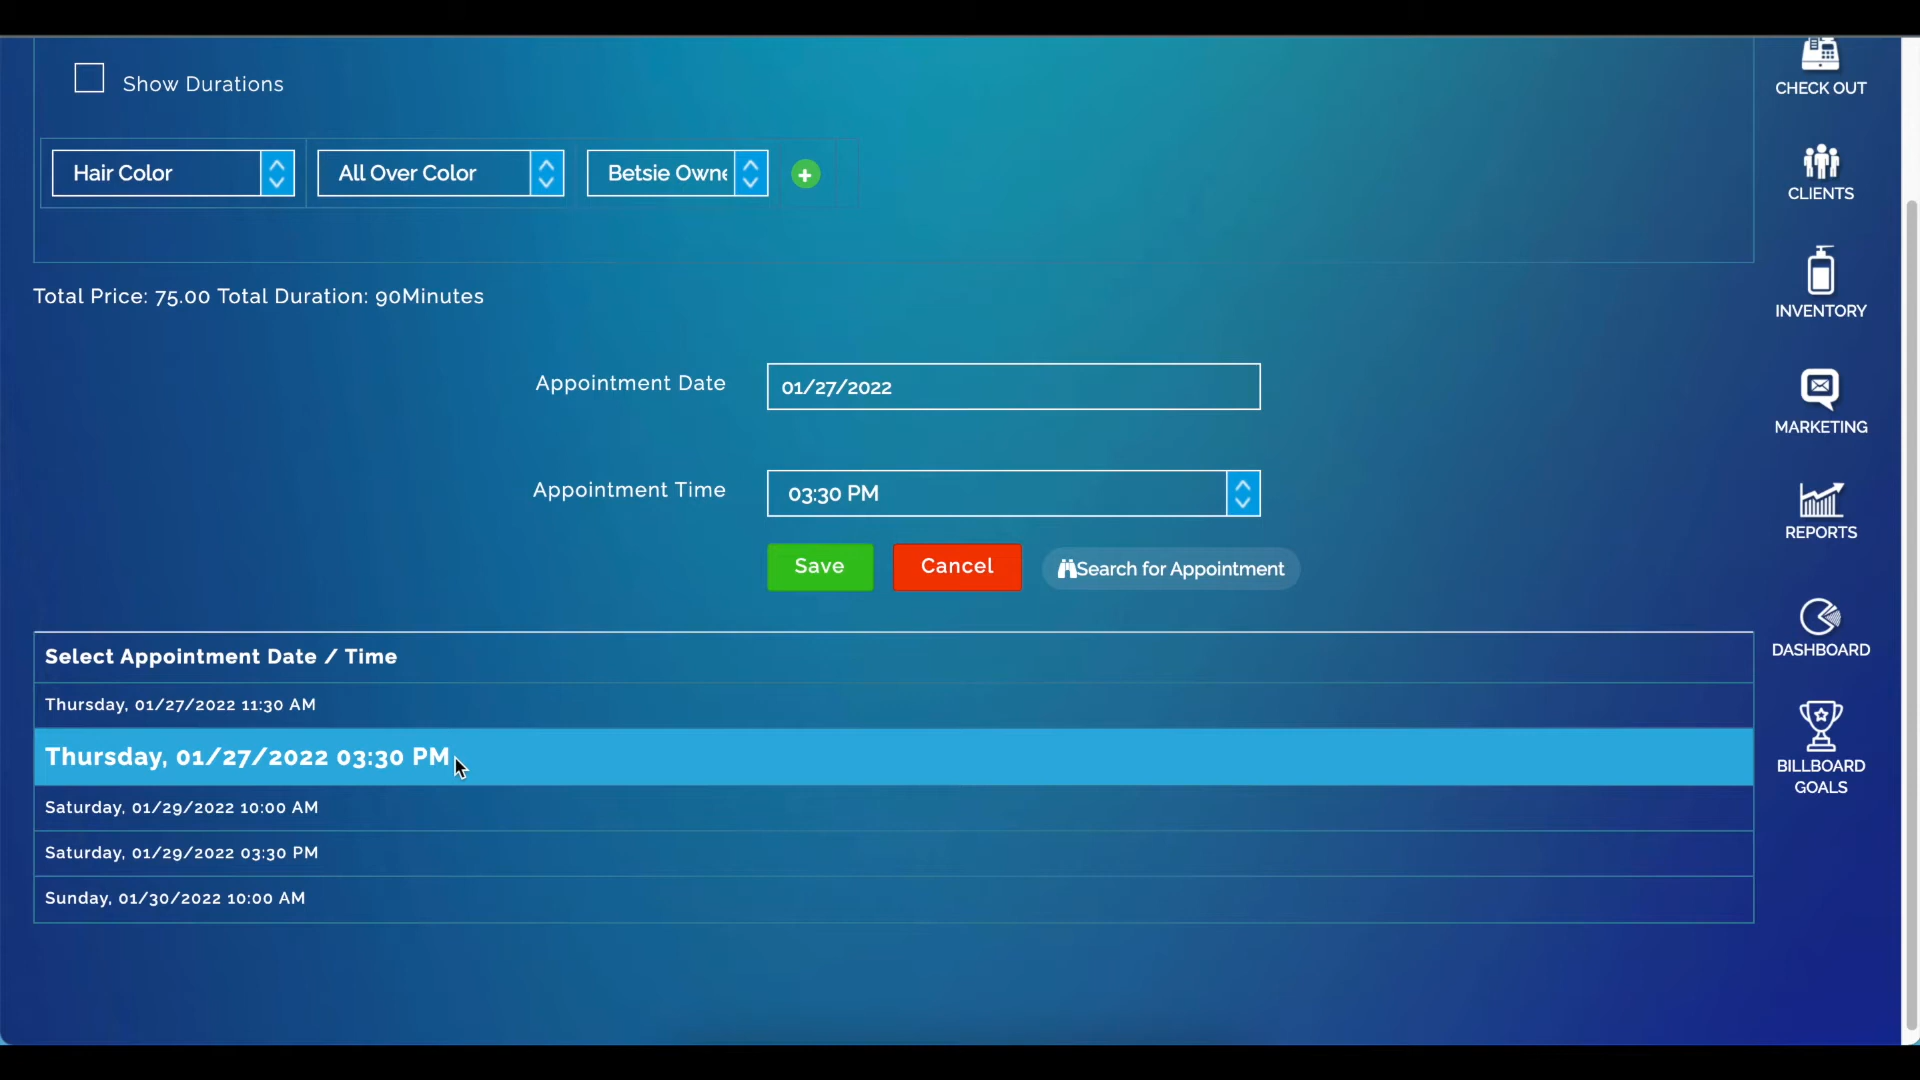 Show Durations
Hair Color
All Over Color
Betsie Owne
Total Price: 75.00 Total Duration: 90Minutes
Appointment Date
01/27/2022
Appointment Time
03:30 PM
Save
Cancel
Search for Appointment
Select Appointment Date / Time
Thursday, 01/27/2022 11:30 AM
Thursday, 01/27/2022 03:30 PM
Saturday, 01/29/2022 10:00 AM
Saturday, 01/29/2022 03:30 PM
Sunday, 01/30/2022 10:00 AM
CHECK OUT
CLIENTS
INVENTORY
MARKETING
REPORTS
DASHBOARD
BILLBOARD
GOALS